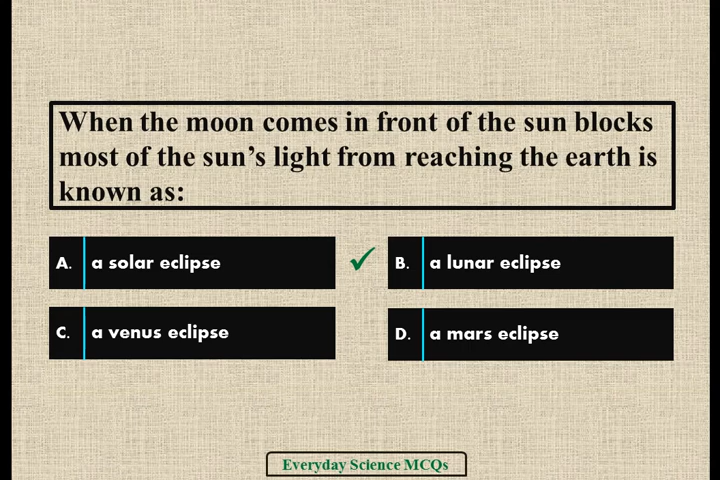 When the moon comes in front of the sun blocks
most of the sun’s light from reaching the earth is
known as:
A. a solar eclipse
B. a lunar eclipse
C. a venus eclipse
D. a mars eclipse
Everyday Science MCQs